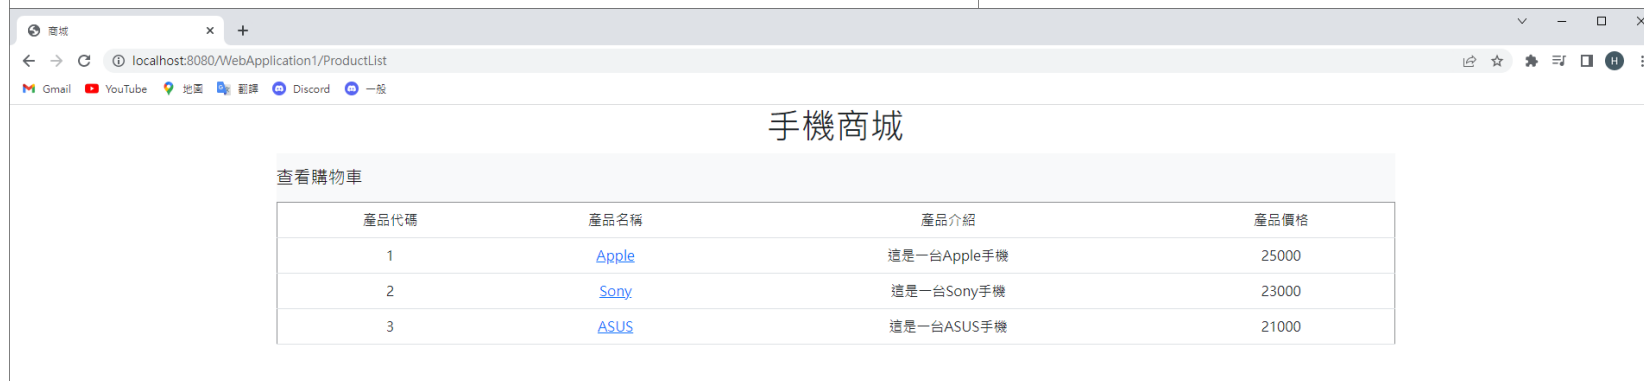 商城
localhost:8080/WebApplication1/ProductList
H
Gmail YouTube 地圖 翻譯 Discord 一般
手機商城
查看購物車
產品代碼 產品名稱 產品介紹 產品價格
1 Apple 這是一台Apple手機 25000
2 Sony 這是一台Sony手機 23000
3 ASUS 這是一台ASUS手機 21000